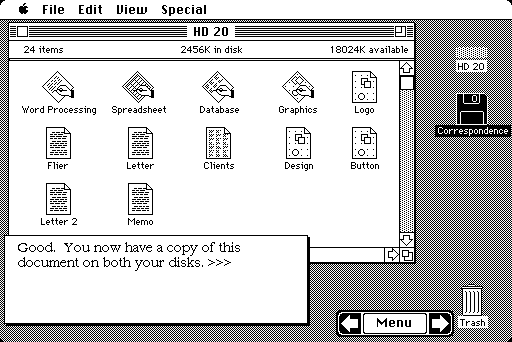 File Edit View Special
HD 20
24 items 2456K in disk 18024K available
Word Processing Spreadsheet Database Graphics Logo
Flier Letter Clients Design Button
Letter 2 Memo
HD 20
Correspondence
Good. You now have a copy of this
document on both your disks. >>>
Menu
Trash